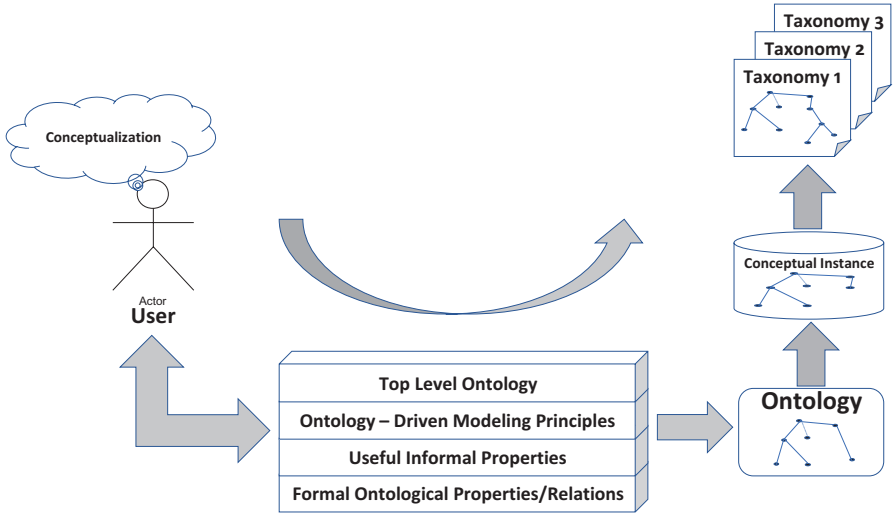 Taxonomy 3
Taxonomy 2
Taxonomy 1
Conceptualization
Conceptual Instance
Actor
User
Top Level Ontology
Ontology – Driven Modeling Principles
Useful Informal Properties
Formal Ontological Properties/Relations
Ontology